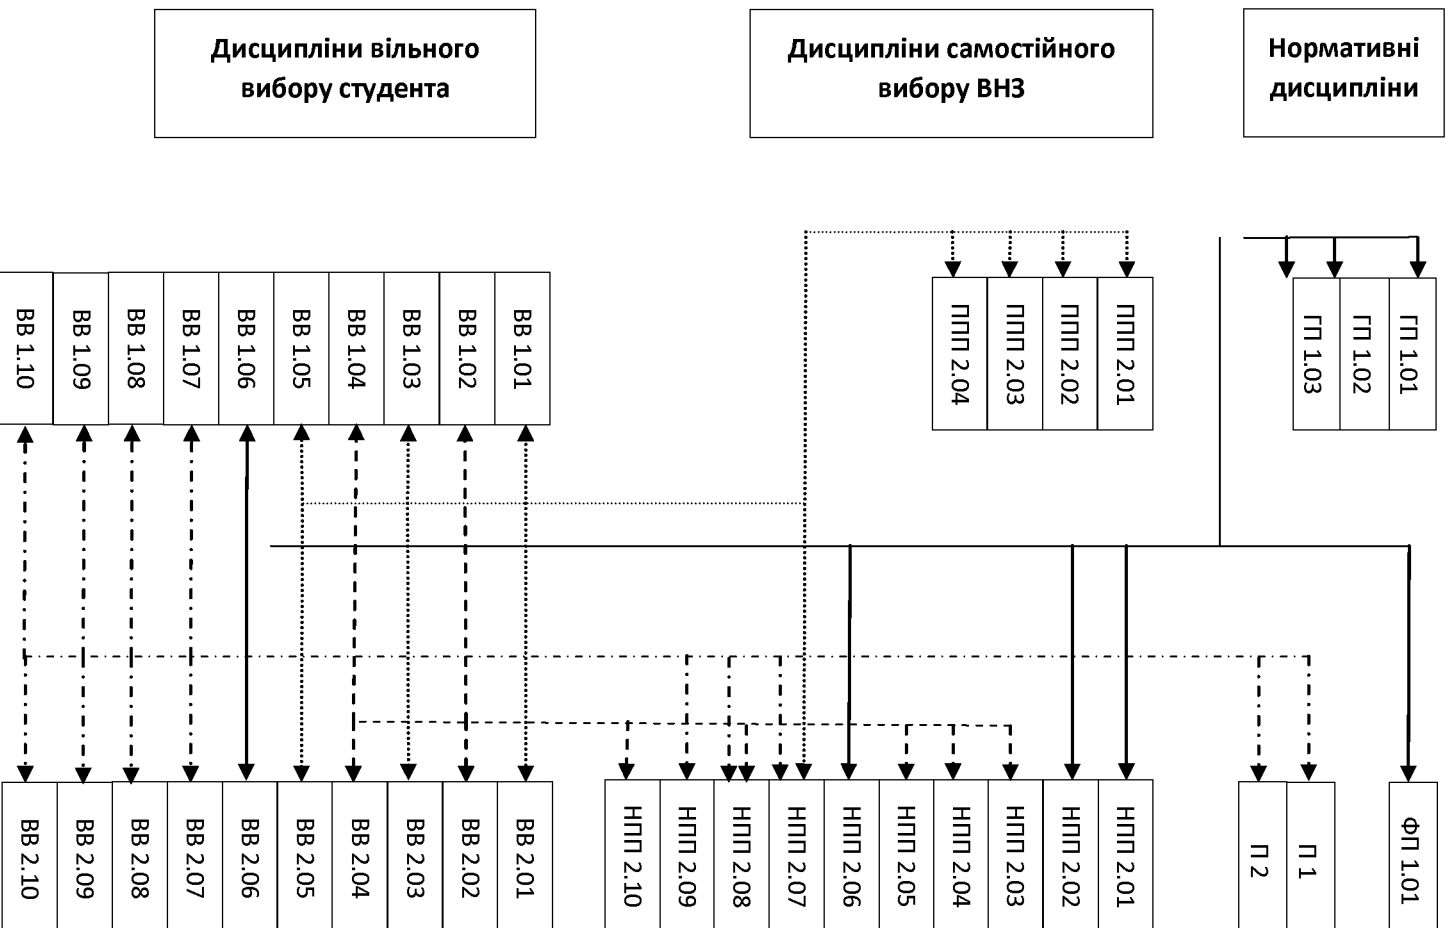 Дисципліни вільного
вибору студента
Дисципліни самостійного
вибору ВНЗ
Нормативні
дисципліни
ВВ 1.10
ВВ 1.09
ВВ 1.08
ВВ 1.07
ВВ 1.06
ВВ 1.05
ВВ 1.04
ВВ 1.03
ВВ 1.02
ВВ 1.01
ППП 2.04
ППП 2.03
ППП 2.02
ППП 2.01
ГП 1.03
ГП 1.02
ГП 1.01
ВВ 2.10
ВВ 2.09
ВВ 2.08
ВВ 2.07
ВВ 2.06
ВВ 2.05
ВВ 2.04
ВВ 2.03
ВВ 2.02
ВВ 2.01
НПП 2.10
НПП 2.09
НПП 2.08
НПП 2.07
НПП 2.06
НПП 2.05
НПП 2.04
НПП 2.03
НПП 2.02
НПП 2.01
П 2
П 1
ФП 1.01